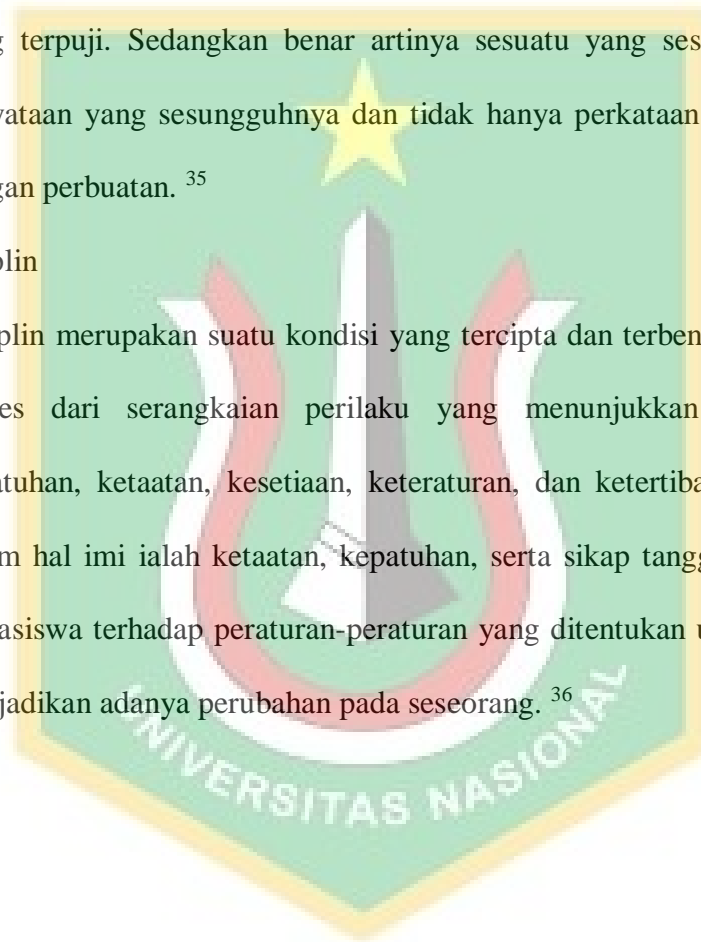 g terpuji. Sedangkan benar artinya sesuatu yang ses
yataan yang sesungguhnya dan tidak hanya perkataan
gan perbuatan. 35
plin
plin merupakan suatu kondisi yang tercipta dan terben
es dari serangkaian perilaku yang menunjukkan
atuhan, ketaatan, kesetiaan, keteraturan, dan ketertiba
m hal imi ialah ketaatan, kepatuhan, serta sikap tangg
asiswa terhadap peraturan-peraturan yang ditentukan u
jadikan adanya perubahan pada seseorang. 36
UNIVERSITAS NASIONAL